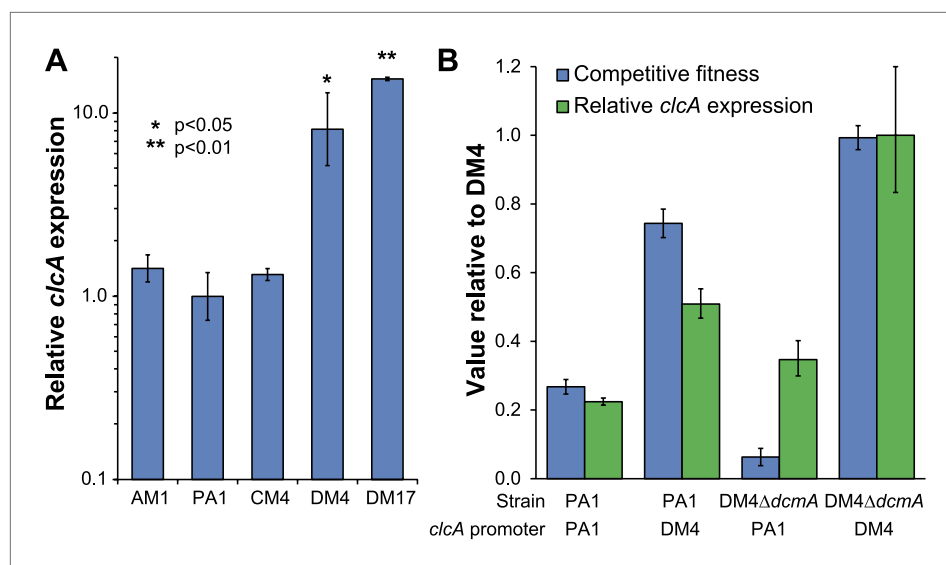 A
Relative clcA expression
10.0
1.0
0.1
* p<0.05
** p<0.01
*
**
AM1 PA1 CM4 DM4 DM17
B
Value relative to DM4
1.2
1.0
0.8
0.6
0.4
0.2
0.0
Competitive fitness
Relative clcA expression
Strain PA1 PA1 DM4ΔdcmA DM4ΔdcmA
clcA promoter PA1 DM4 PA1 DM4